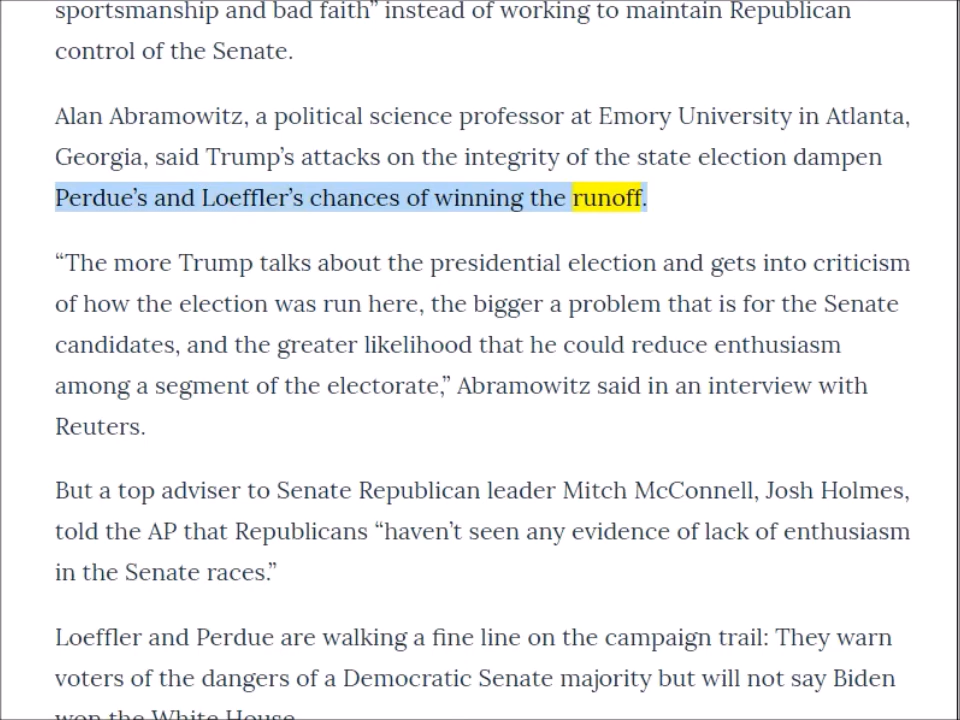 sportsmanship and bad faith” instead of working to maintain Republican
control of the Senate.
Alan Abramowitz, a political science professor at Emory University in Atlanta,
Georgia, said Trump’s attacks on the integrity of the state election dampen
Perdue’s and Loeffler’s chances of winning the runoff.
“The more Trump talks about the presidential election and gets into criticism
of how the election was run here, the bigger a problem that is for the Senate
candidates, and the greater likelihood that he could reduce enthusiasm
among a segment of the electorate,” Abramowitz said in an interview with
Reuters.
But a top adviser to Senate Republican leader Mitch McConnell, Josh Holmes,
told the AP that Republicans “haven’t seen any evidence of lack of enthusiasm
in the Senate races.”
Loeffler and Perdue are walking a fine line on the campaign trail: They warn
voters of the dangers of a Democratic Senate majority but will not say Biden
won the White House.